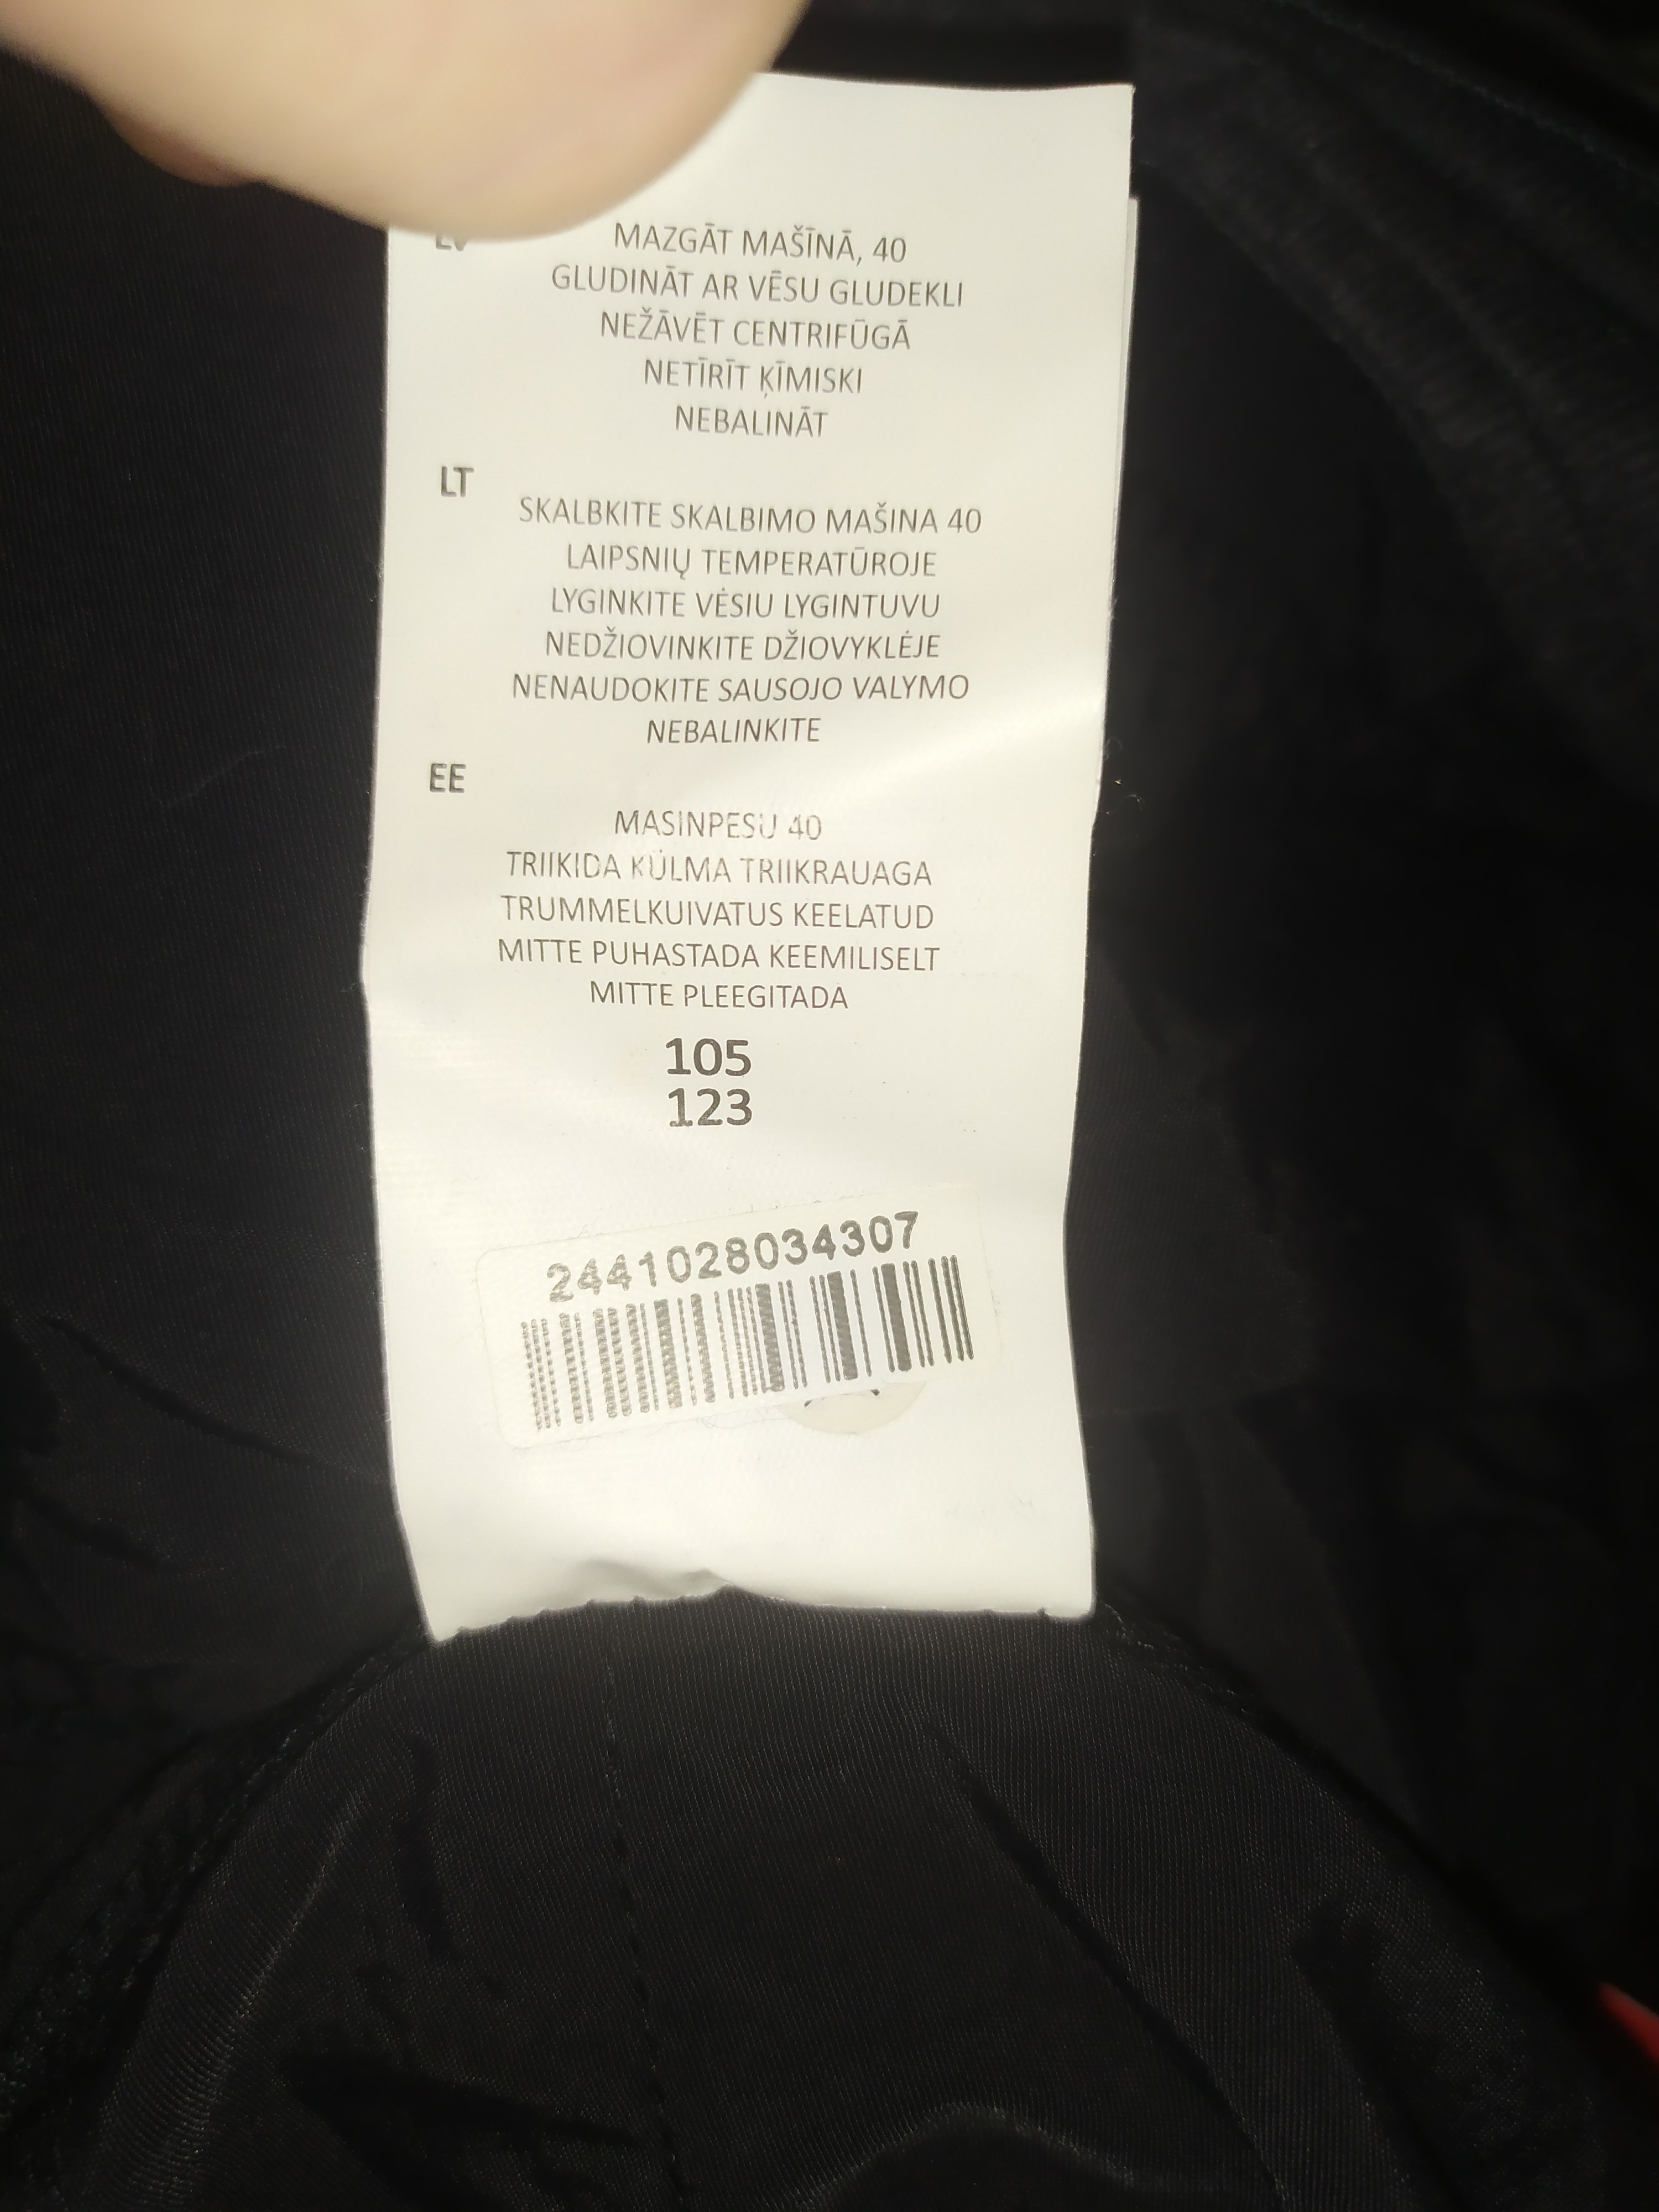 MAZGĀT MAŠĪNĀ, 40
GLUDINĀT AR VĒSU GLUDEKLI
NEŽĀVĒT CENTRIFŪGĀ
NETĪRĪT ĶĪMISKI
NEBALINĀT
LT
SKALBKITE SKALBIMO MAŠINA 40
LAIPSNIŲ TEMPERATŪROJE
LYGINKITE VĖSIU LYGINTUVU
NEDŽIOVINKITE DŽIOVYKLĖJE
NENAUDOKITE SAUSOJO VALYMO
NEBALINKITE
EE
MASINPESU 40
TRIIKIDA KÜLMA TRIIKRAUAGA
TRUMMELKUIVATUS KEELATUD
MITTE PUHASTADA KEEMILISELT
MITTE PLEEGITADA
105
123
2441028034307